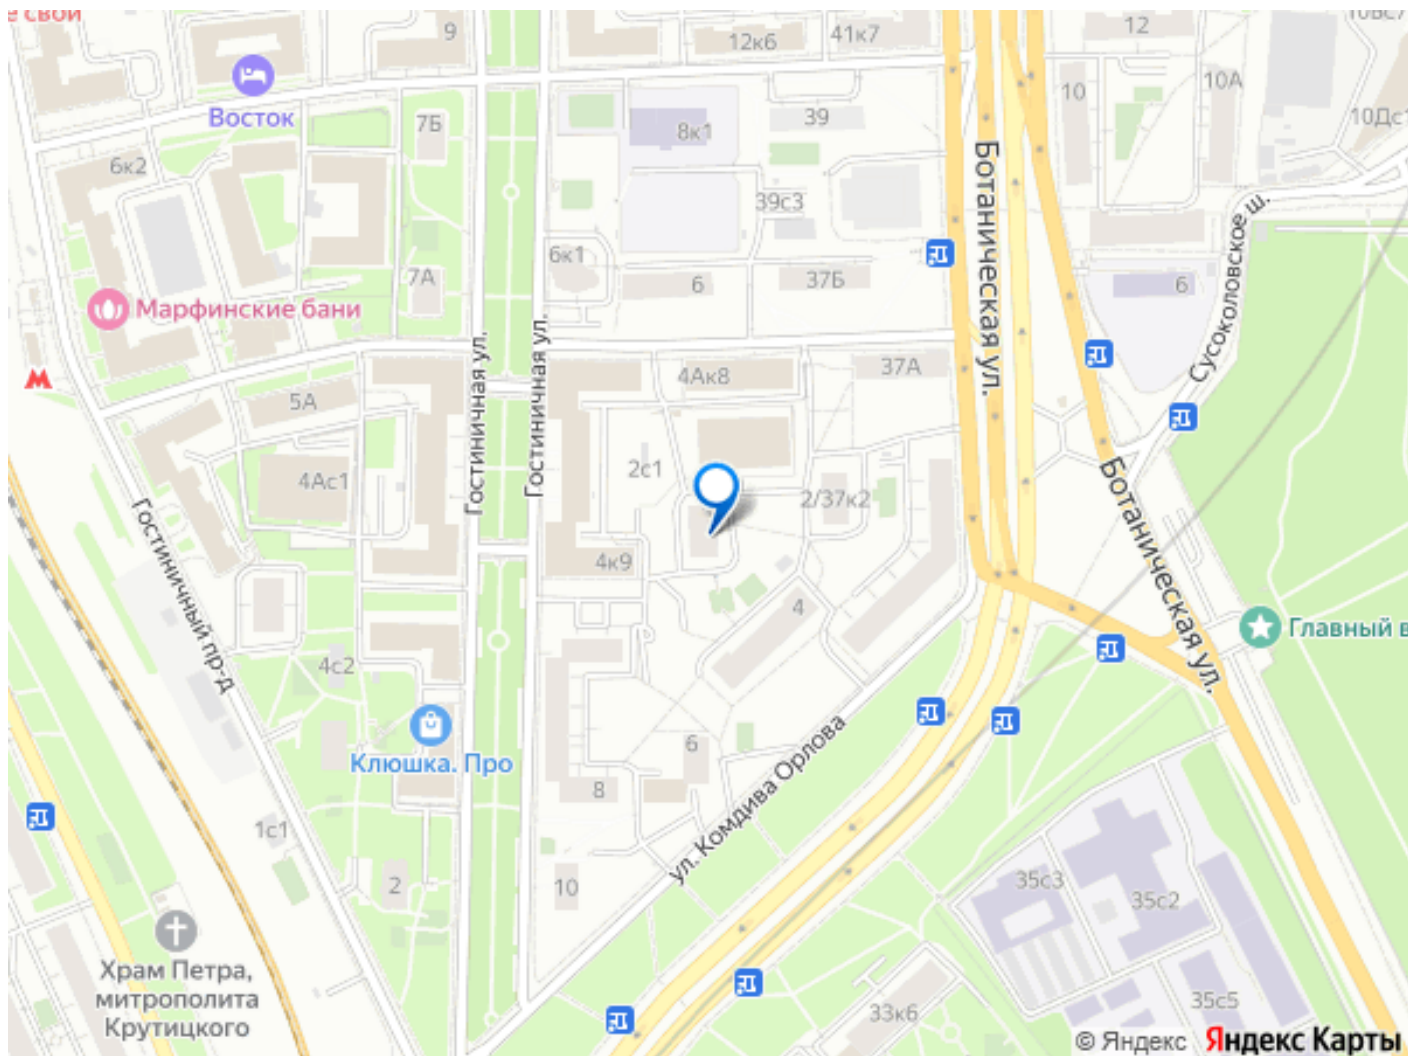 е свои
9
12к6
41к7
12
10Вс7
Восток
7Б
8к1
39
10
10А
10Дс1
6к2
39с3
Ботаническая ул.
Сусоколовское ш.
6к1
7А
6
37Б
6
Марфинские бани
Гостиничная ул.
Гостиничная ул.
4Ак8
37А
5А
4Ас1
2с1
2/37к2
Ботаническая ул.
Гостиничный пр-д
4к9
4
Главный в
4с2
Клюшка. Про
6
8
ул. Комдива Орлова
1с1
2
10
35с3
35с2
Храм Петра,
митрополита
Крутицкого
33к6
35с5
© Яндекс Яндекс Карты